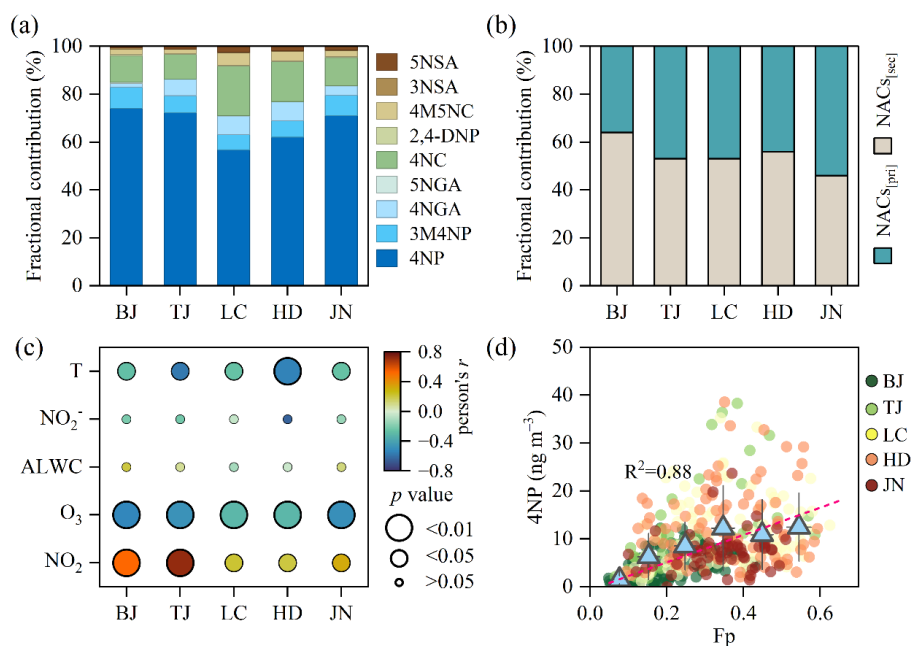 (a)
100
80
60
40
20
0
Fractional contribution (%)
BJ TJ LC HD JN
5NSA
3NSA
4M5NC
2,4-DNP
4NC
5NGA
4NGA
3M4NP
4NP
(b)
100
80
60
40
20
0
Fractional contribution (%)
BJ TJ LC HD JN
NACs[sec]
NACs[pri]
(c)
T
NO₂⁻
ALWC
O₃
NO₂
BJ TJ LC HD JN
0.8
0.4
0.0
−0.4
−0.8
person's r
p value
<0.01
<0.05
>0.05
(d)
50
40
30
20
10
0
4NP (ng m⁻³)
R²=0.88
0.0 0.2 0.4 0.6
Fp
BJ
TJ
LC
HD
JN